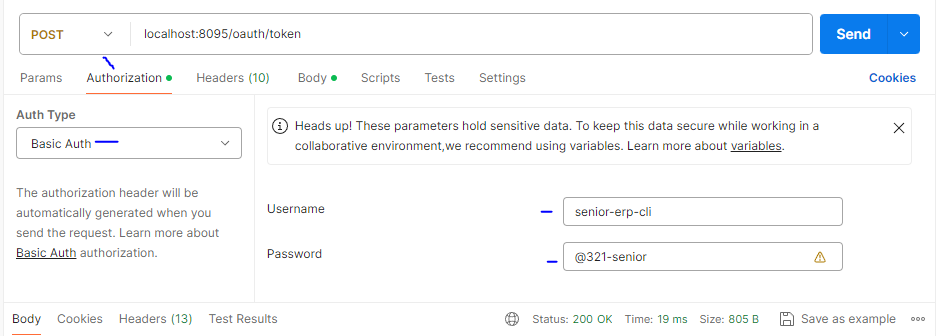 POST localhost:8095/oauth/token Send
Params Authorization Headers (10) Body Scripts Tests Settings Cookies
Auth Type
Basic Auth
The authorization header will be
automatically generated when you
send the request. Learn more about
Basic Auth authorization.
Heads up! These parameters hold sensitive data. To keep this data secure while working in a
collaborative environment,we recommend using variables. Learn more about variables.
Username senior-erp-cli
Password @321-senior
Body Cookies Headers (13) Test Results Status: 200 OK Time: 19 ms Size: 805 B Save as example